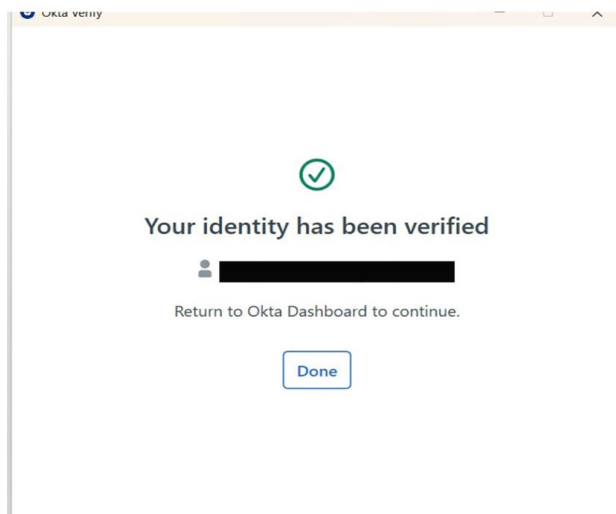 Okta Verify
Your identity has been verified
Return to Okta Dashboard to continue.
Done